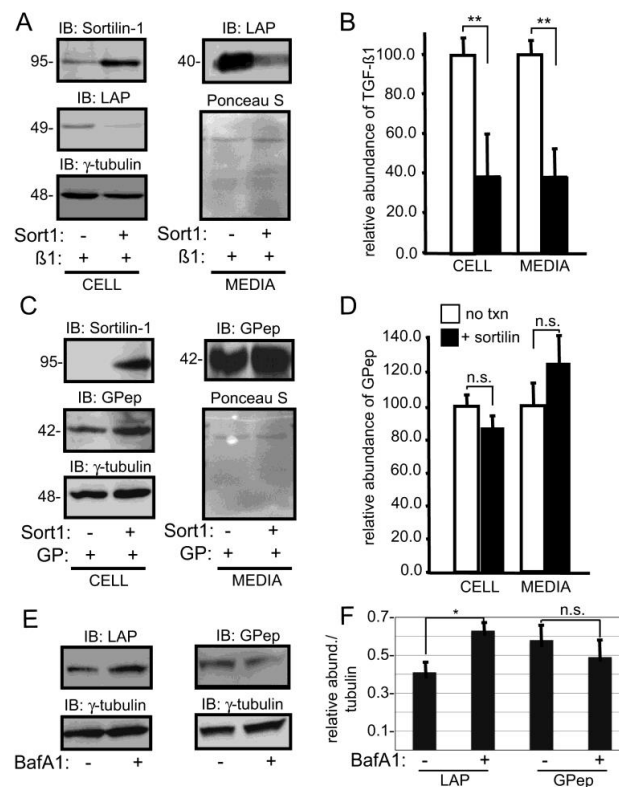 A
IB: Sortilin-1
95-
IB: LAP
49-
IB: γ-tubulin
48-
Sort1: - +
ß1: + +
CELL
IB: LAP
40-
Ponceau S
Sort1: - +
ß1: + +
MEDIA
B
relative abundance of TGF-ß1
100.0
80.0
60.0
40.0
20.0
0.0
**
**
CELL
MEDIA
C
IB: Sortilin-1
95-
IB: GPep
42-
IB: γ-tubulin
48-
Sort1: - +
GP: + +
CELL
IB: GPep
42-
Ponceau S
Sort1: - +
GP: + +
MEDIA
D
no txn
+ sortilin
relative abundance of GPep
140.0
120.0
100.0
80.0
60.0
40.0
20.0
0.0
n.s.
n.s.
CELL
MEDIA
E
IB: LAP
IB: γ-tubulin
BafA1: - +
IB: GPep
IB: γ-tubulin
- +
F
relative abund./
tubulin
0.7
0.5
0.3
0.1
*
n.s.
BafA1: - + - +
LAP
GPep